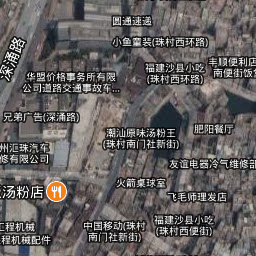 圆通速递
深涌路
小鱼童装(珠村西环路)
丰顺便利店
南便街饭
华盟价格事务所有限
公司道路交通事故车...
福建沙县小吃
(珠村西环路)
兄弟广告(深涌路)
潮汕原味汤粉王
(珠村南门社新街)
肥阳餐厅
州汇珠汽车
修有限公司
友谊电器冷气维修部
火箭桌球室
汤粉店
飞毛师理发店
工程机械
程机械配件
中国移动(珠村
南门社新街)
福建沙县小吃
(珠村西便街)